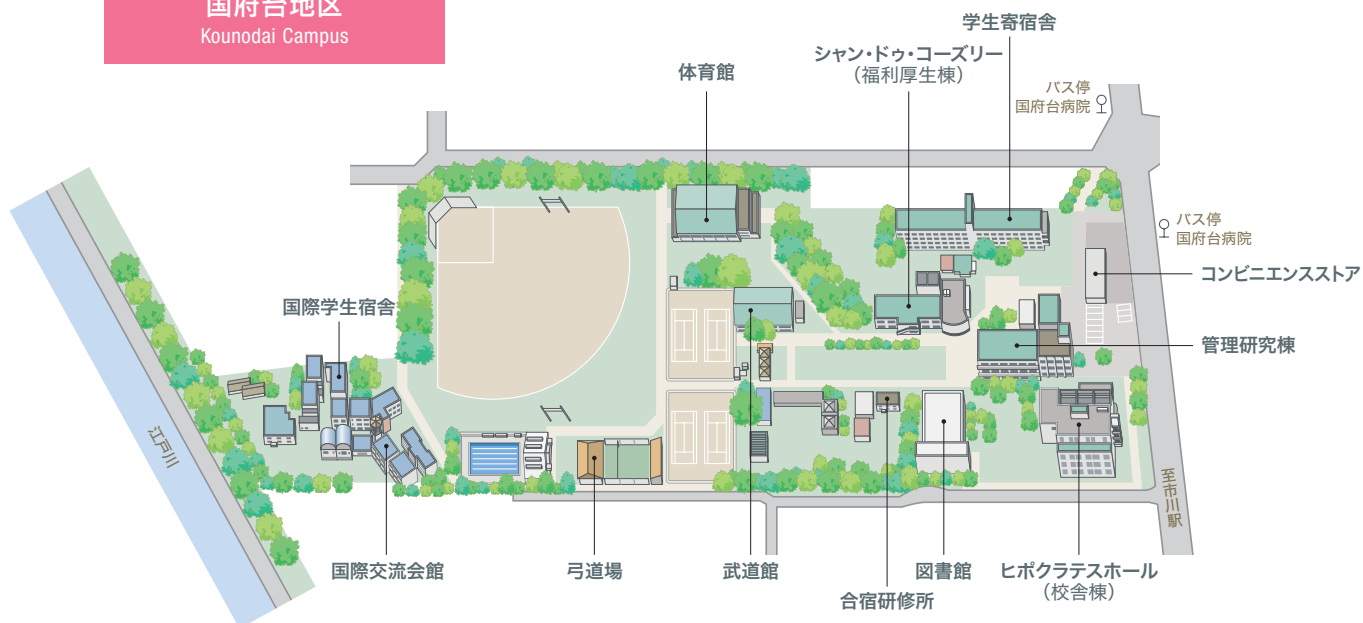 国府台地区
Kounodai Campus
学生寄宿舎
シャン・ドゥ・コーズリー
（福利厚生棟）
体育館
バス停
国府台病院
バス停
国府台病院
コンビニエンスストア
国際学生宿舎
管理研究棟
江戸川
至市川駅
国際交流会館
弓道場
武道館
合宿研修所
図書館
ヒポクラテスホール
（校舎棟）